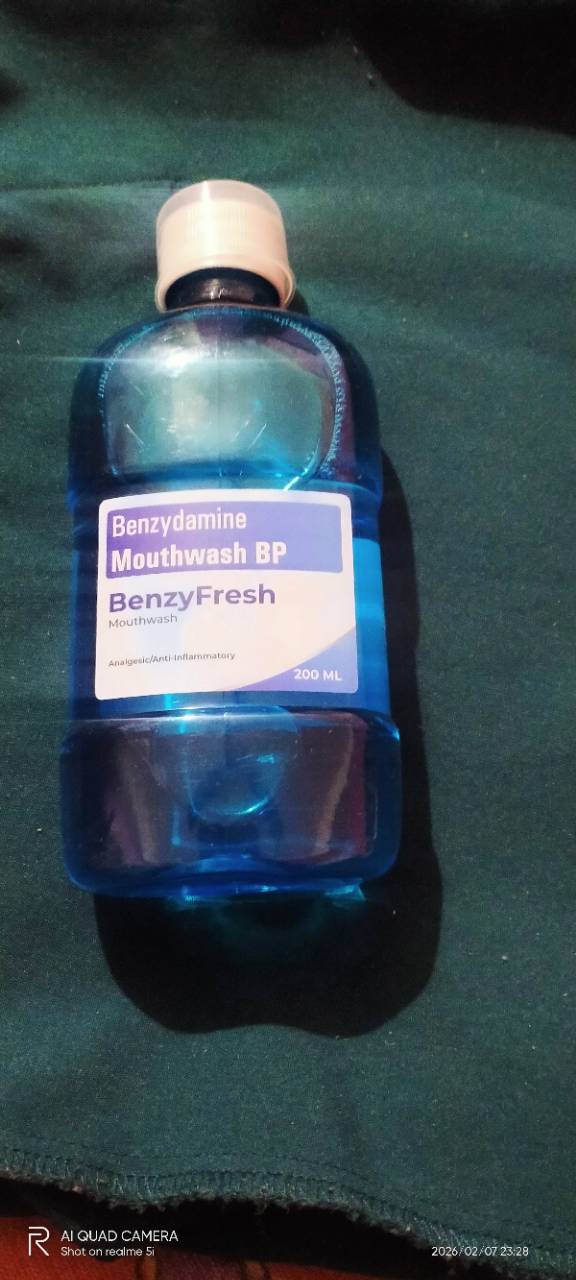 Benzydamine
Mouthwash BP
BenzyFresh
Mouthwash
Analgesic/Anti-Inflammatory
200 ML
R
AI QUAD CAMERA
Shot on realme 5i
2026/02/07 23:28